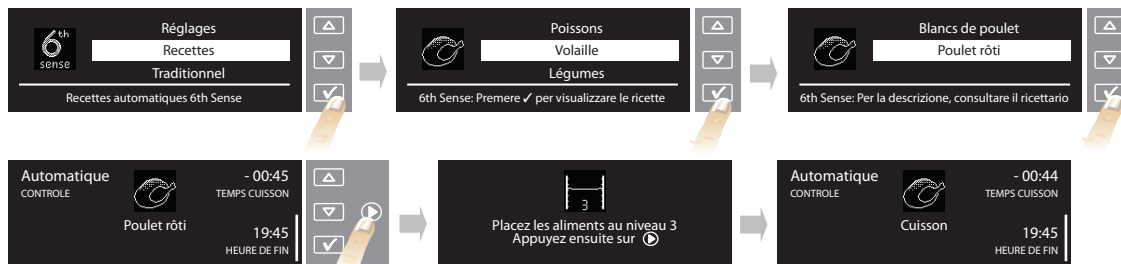 6th sense
Réglages
Recettes
Traditionnel
Recettes automatiques 6th Sense
Poissons
Volaille
Légumes
6th Sense: Premere ✓ per visualizzare le ricette
Blancs de poulet
Poulet rôti
6th Sense: Per la descrizione, consultare il ricettario
Automatique
CONTROLE
- 00:45
TEMPS CUISSON
Poulet rôti
19:45
HEURE DE FIN
3
Placez les aliments au niveau 3
Appuyez ensuite sur
Automatique
CONTROLE
- 00:44
TEMPS CUISSON
Cuisson
19:45
HEURE DE FIN